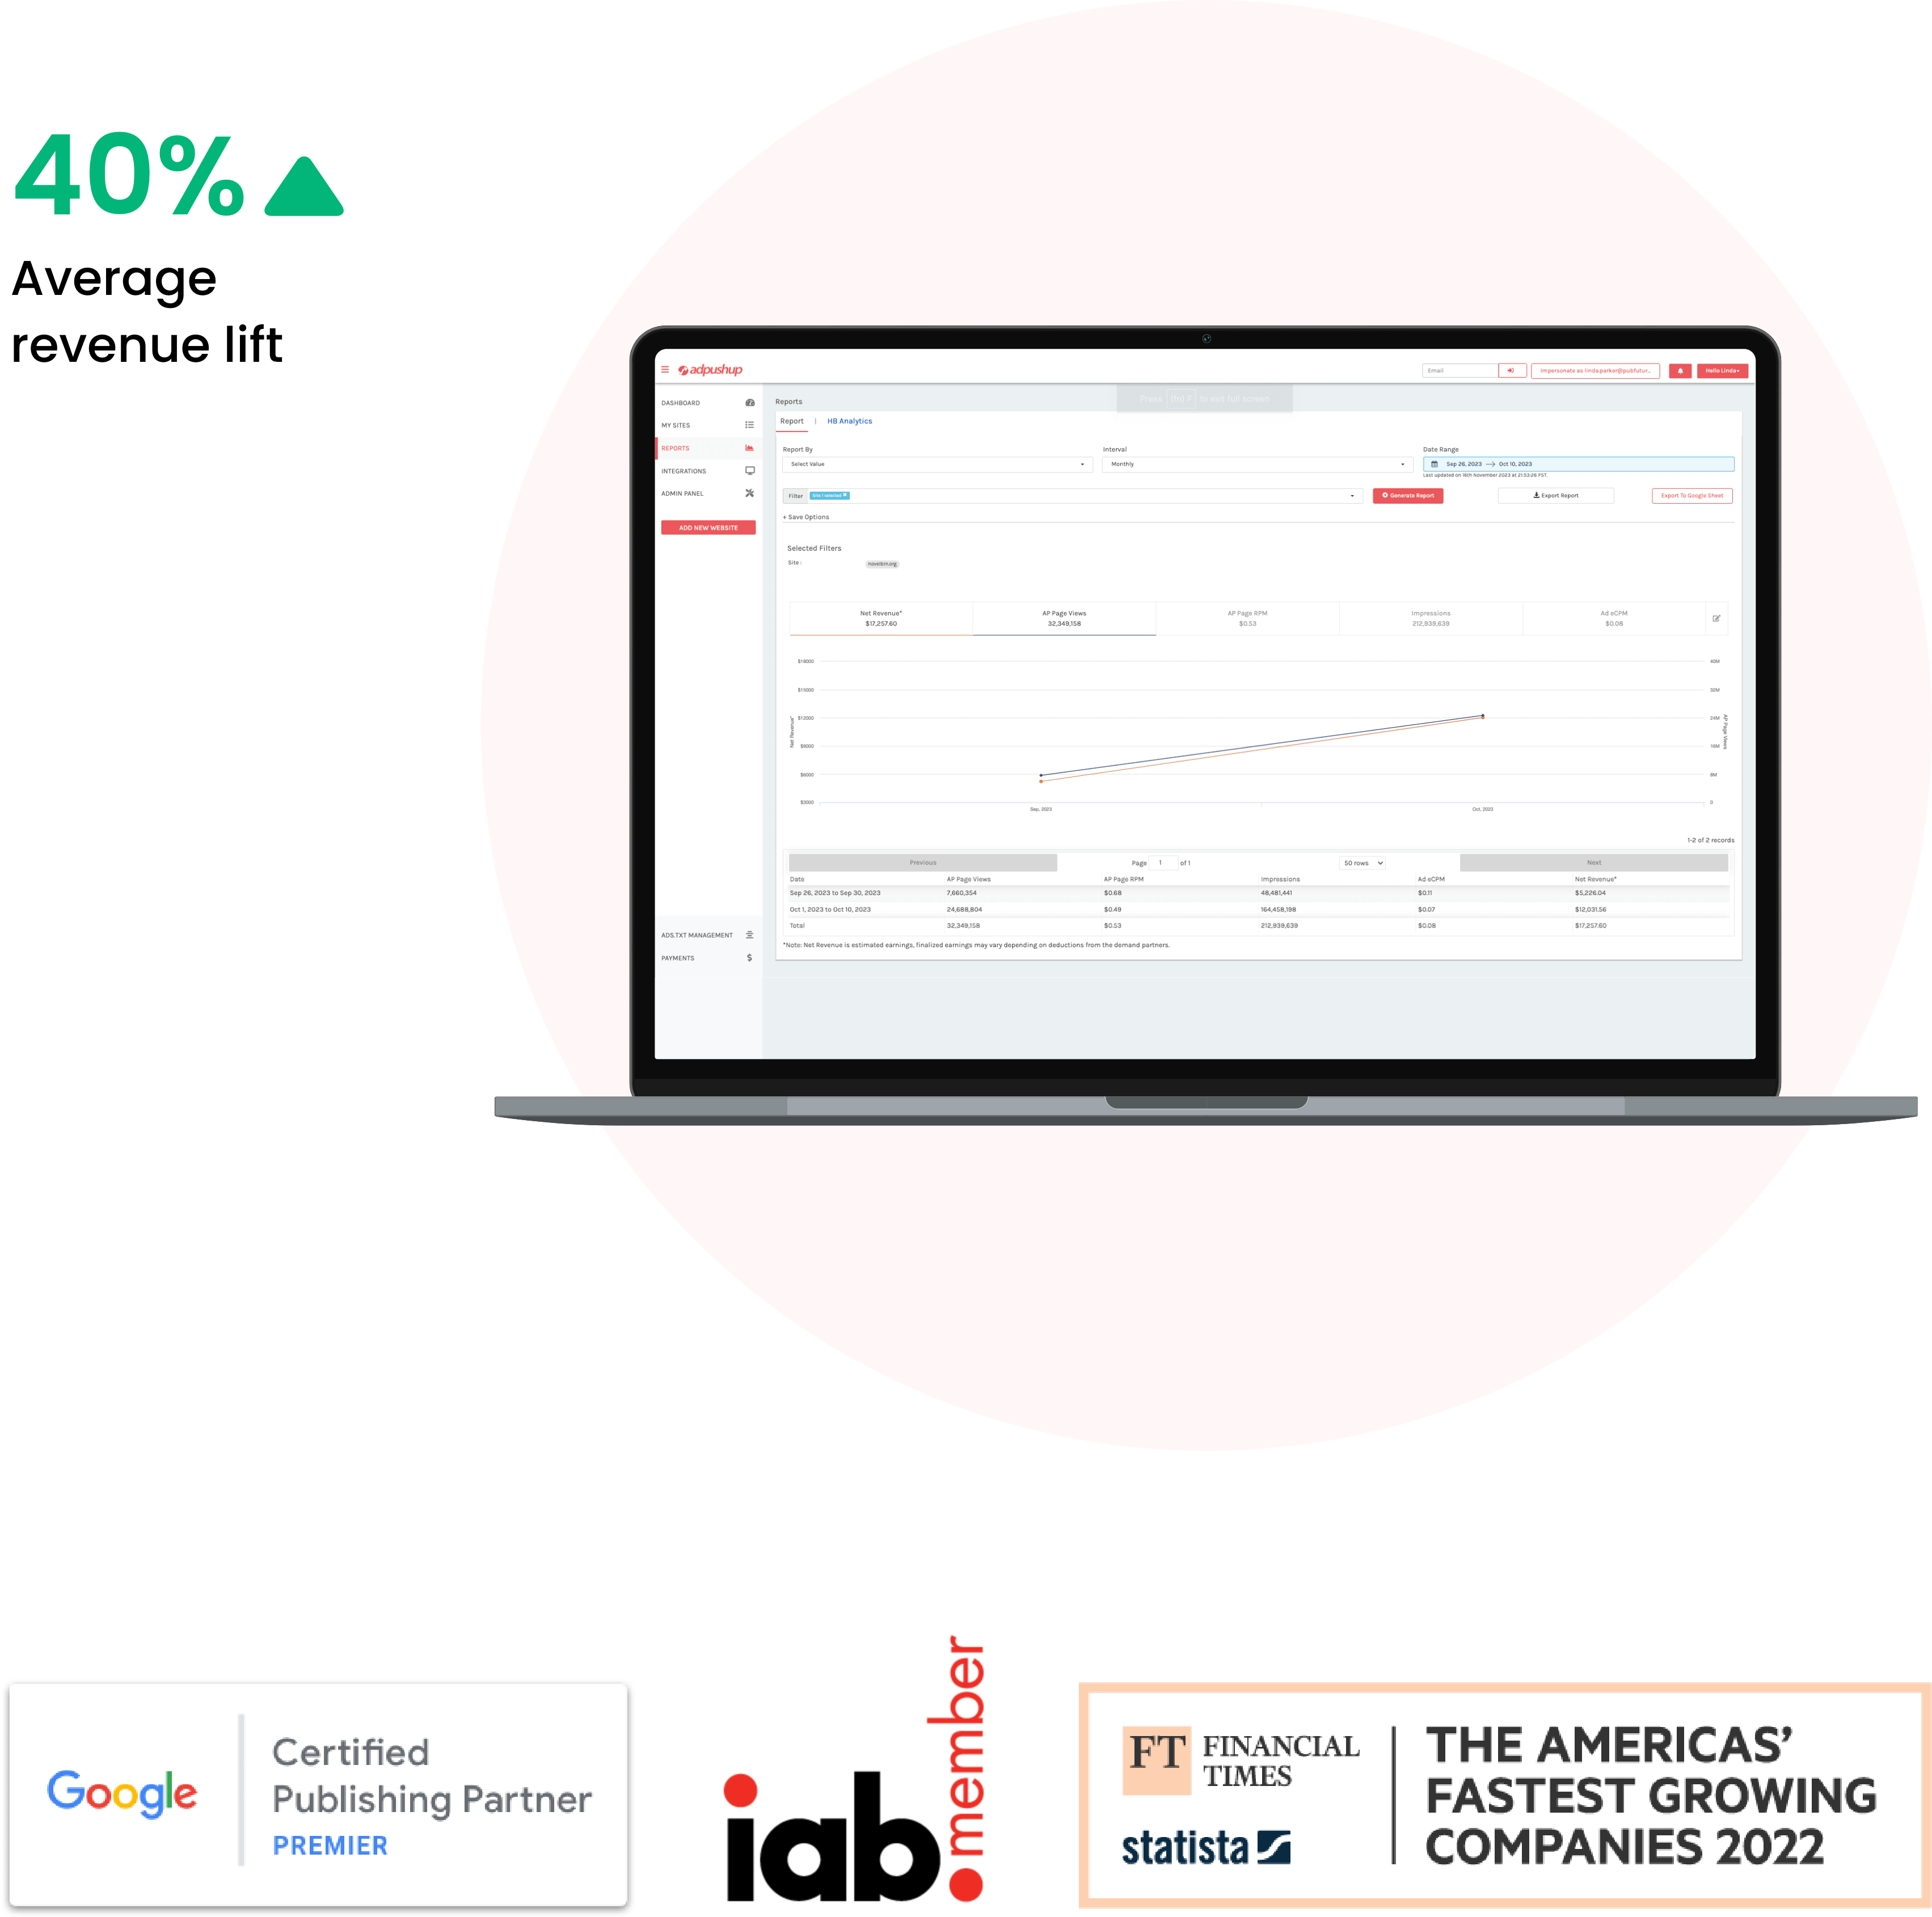 40%
Average
revenue lift
adpushup
Email
Impersonate as linda.parker@pubfutur...
Hello Linda
DASHBOARD
MY SITES
REPORTS
INTEGRATIONS
ADMIN PANEL
ADD NEW WEBSITE
ADS.TXT MANAGEMENT
PAYMENTS
Press to exit full screen
Reports
Report | HB Analytics
Report By
Select Value
Interval
Monthly
Date Range
Sep 26, 2023 → Oct 10, 2023
Last updated on 16th November 2023 at 21:53:26 PST.
Filter
Site 1 selected ×
Generate Report
Export Report
Export To Google Sheet
+ Save Options
Selected Filters
Site :
Net Revenue*
$17,257.60
AP Page Views
32,349,158
AP Page RPM
$0.53
Impressions
212,939,639
Ad eCPM
$0.08
$18000
$15000
$12000
$9000
$6000
$3000
Net Revenue*
40M
32M
24M
16M
8M
0
AP Page Views
Sep, 2023
Oct, 2023
1-2 of 2 records
Previous
Page 1 of 1
50 rows
Next
Date AP Page Views AP Page RPM Impressions Ad eCPM Net Revenue*
Sep 26, 2023 to Sep 30, 2023 7,660,354 $0.68 48,481,441 $0.11 $5,226.04
Oct 1, 2023 to Oct 10, 2023 24,688,804 $0.49 164,458,198 $0.07 $12,031.56
Total 32,349,158 $0.53 212,939,639 $0.08 $17,257.60
*Note: Net Revenue is estimated earnings, finalized earnings may vary depending on deductions from the demand partners.
Google
Certified
Publishing Partner
PREMIER
iab.
member
FT FINANCIAL
TIMES
statista
THE AMERICAS'
FASTEST GROWING
COMPANIES 2022